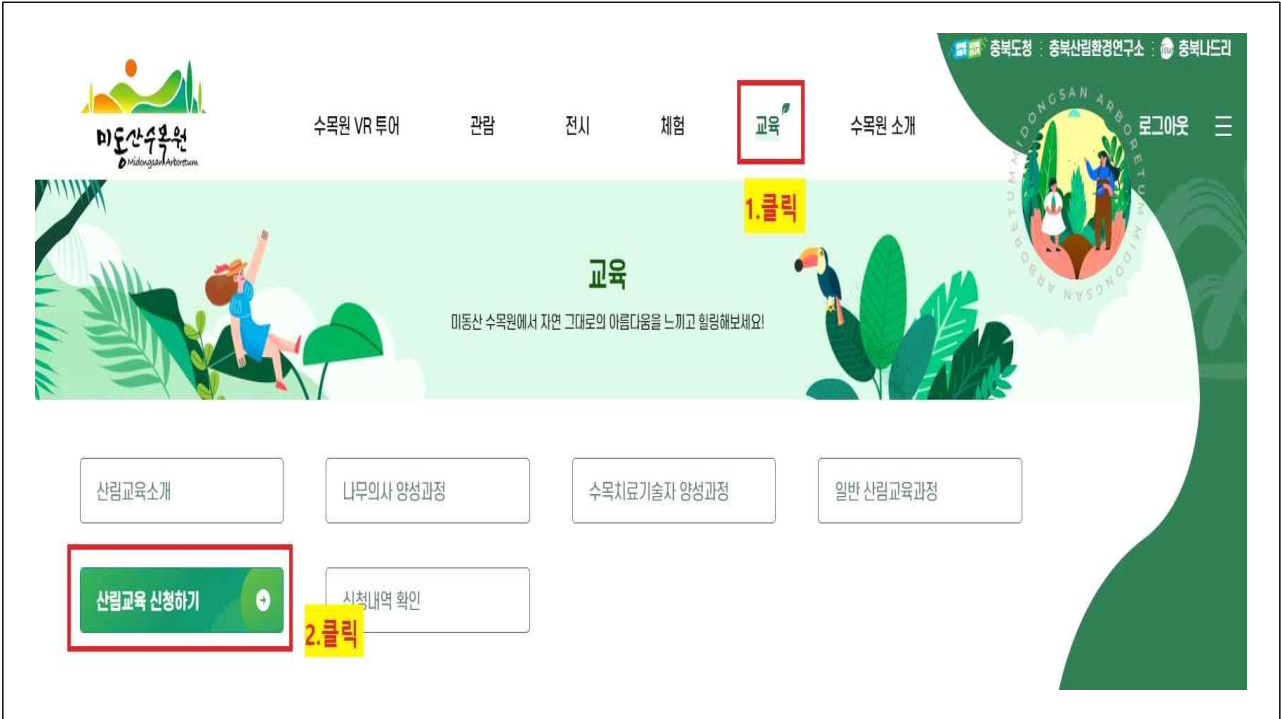 충북도청 : 충북산림환경연구소 : Tour 충북나드리
미동산수목원
Midongsan Arboretum
수목원 VR 투어 관람 전시 체험 교육 수목원 소개
로그아웃
MIDONGSAN ARBORETUM MIDONGSAN ARBORETUM
1.클릭
교육
미동산 수목원에서 자연 그대로의 아름다움을 느끼고 힐링해보세요!
산림교육소개 나무의사 양성과정 수목치료기술자 양성과정 일반 산림교육과정
산림교육 신청하기 신청내역 확인
2.클릭